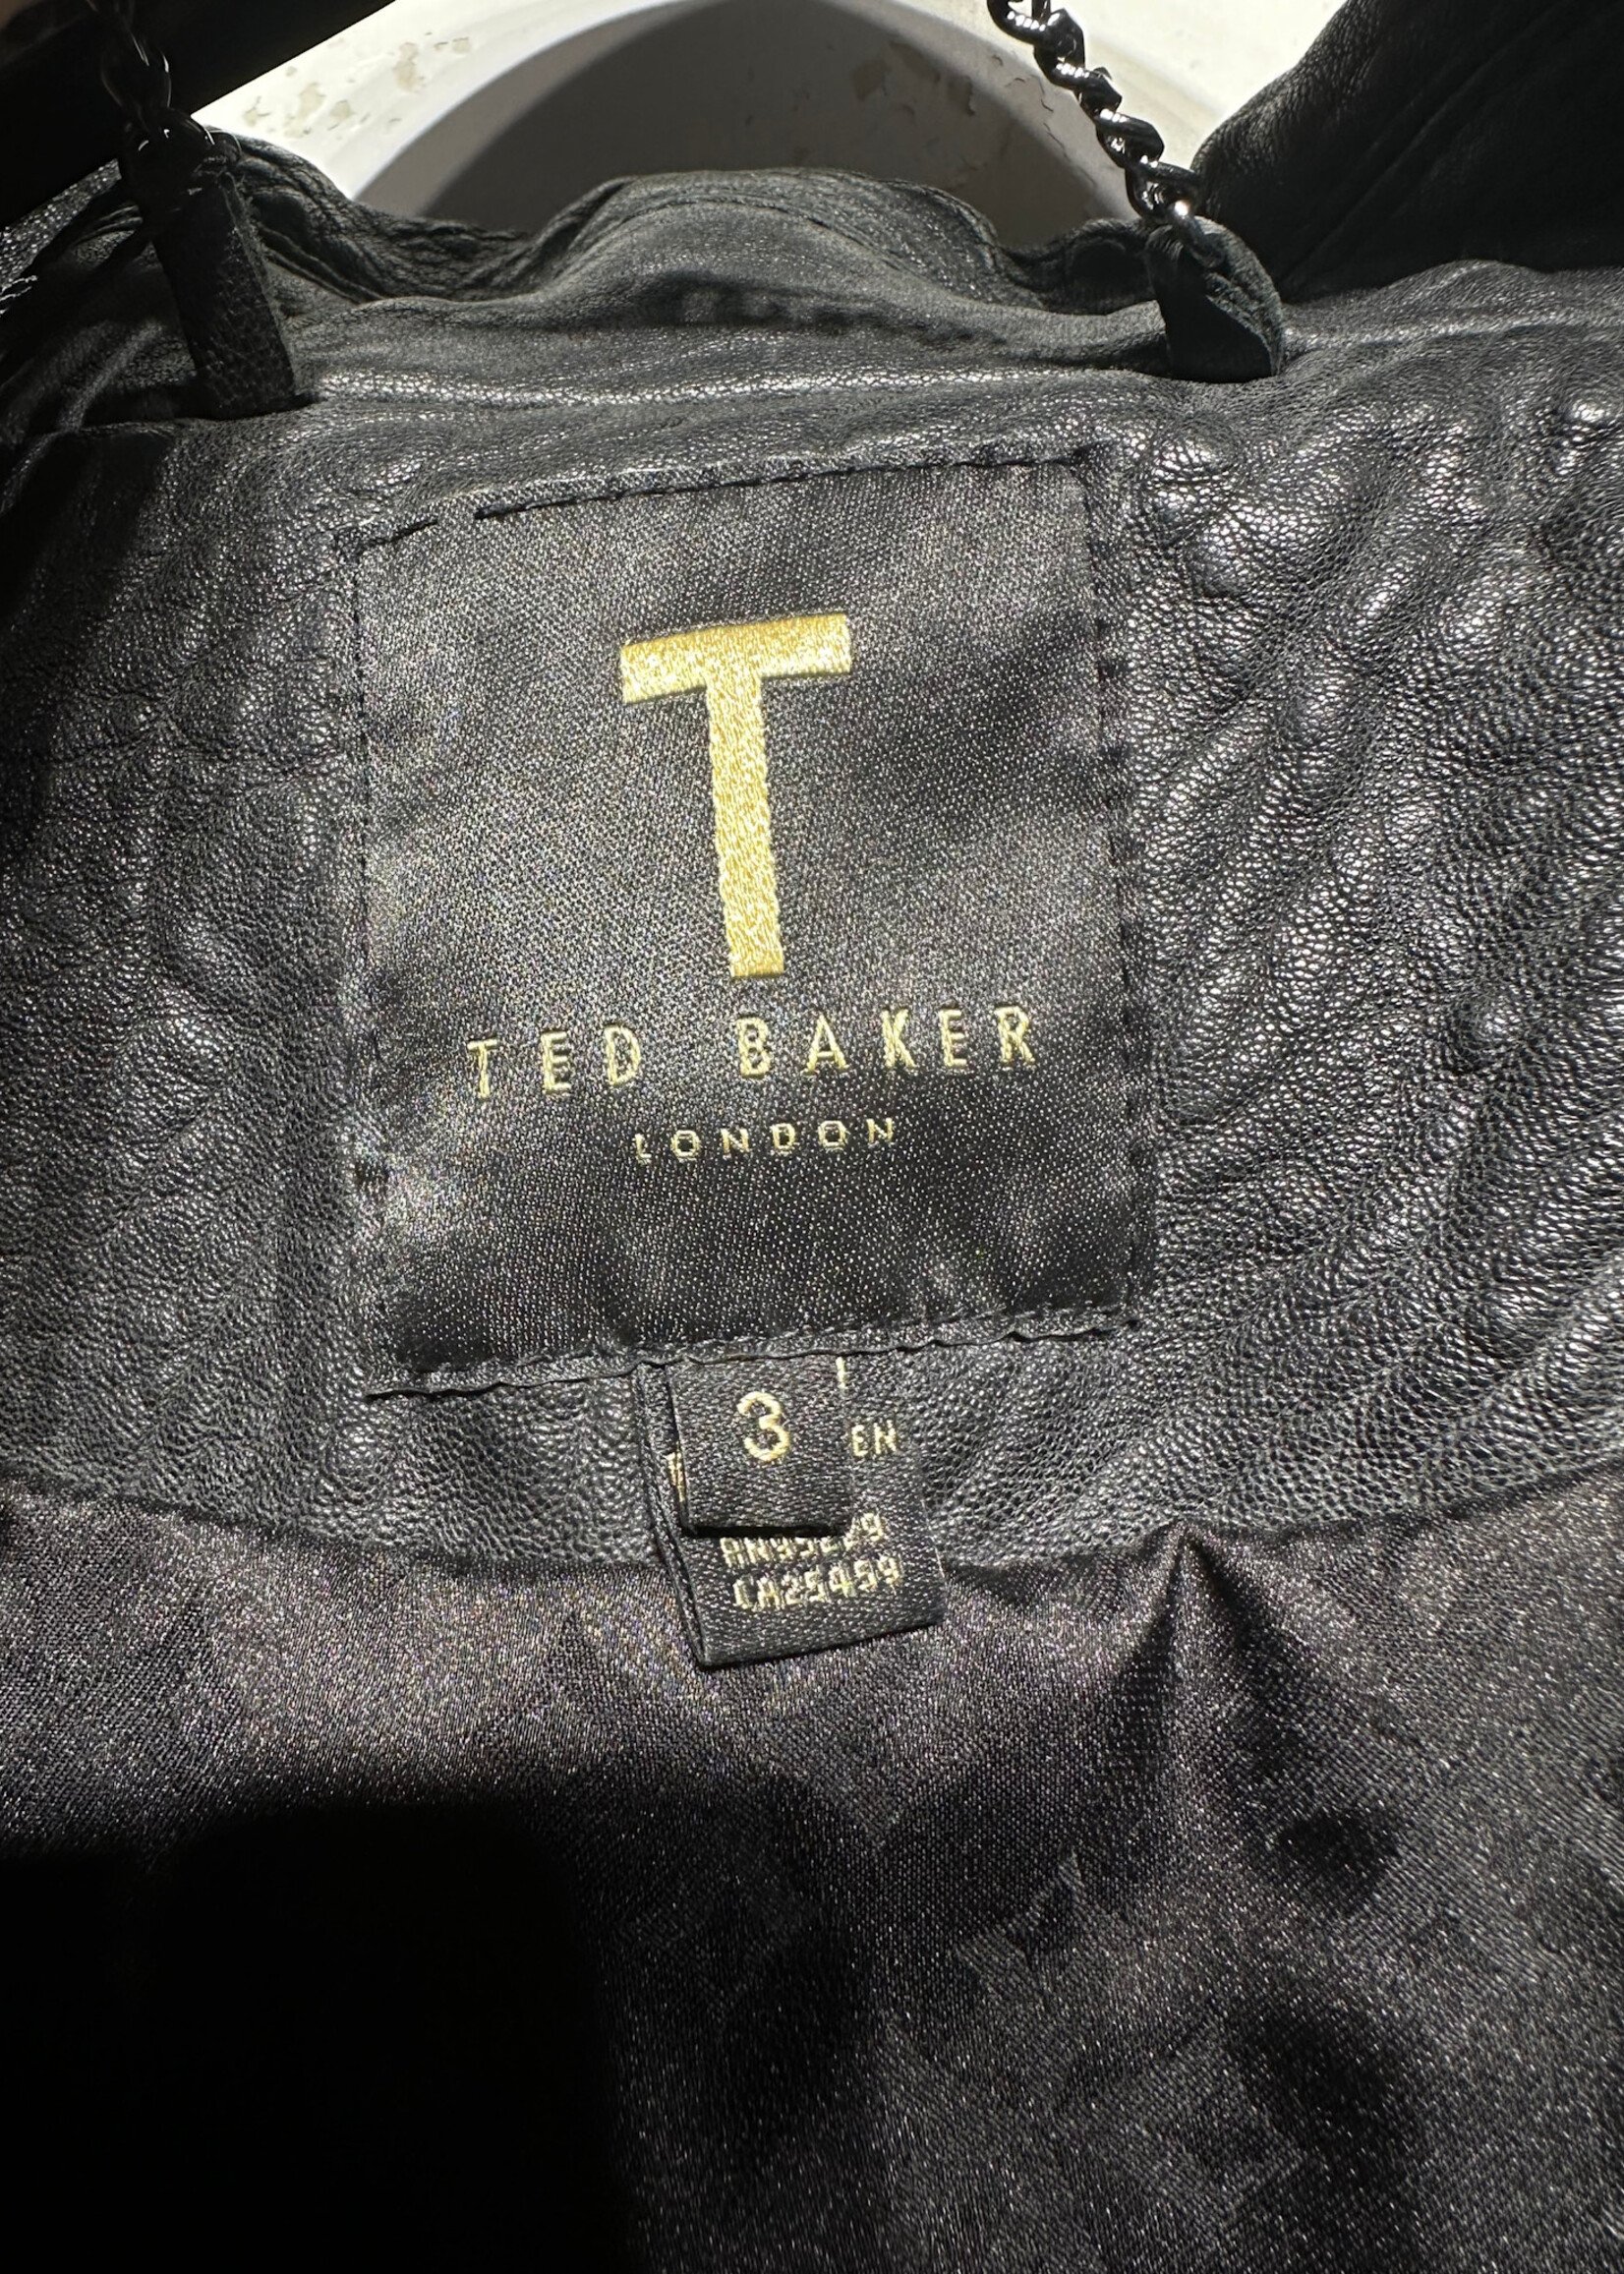 T
TED BAKER
LONDON
3
EN
CA25459